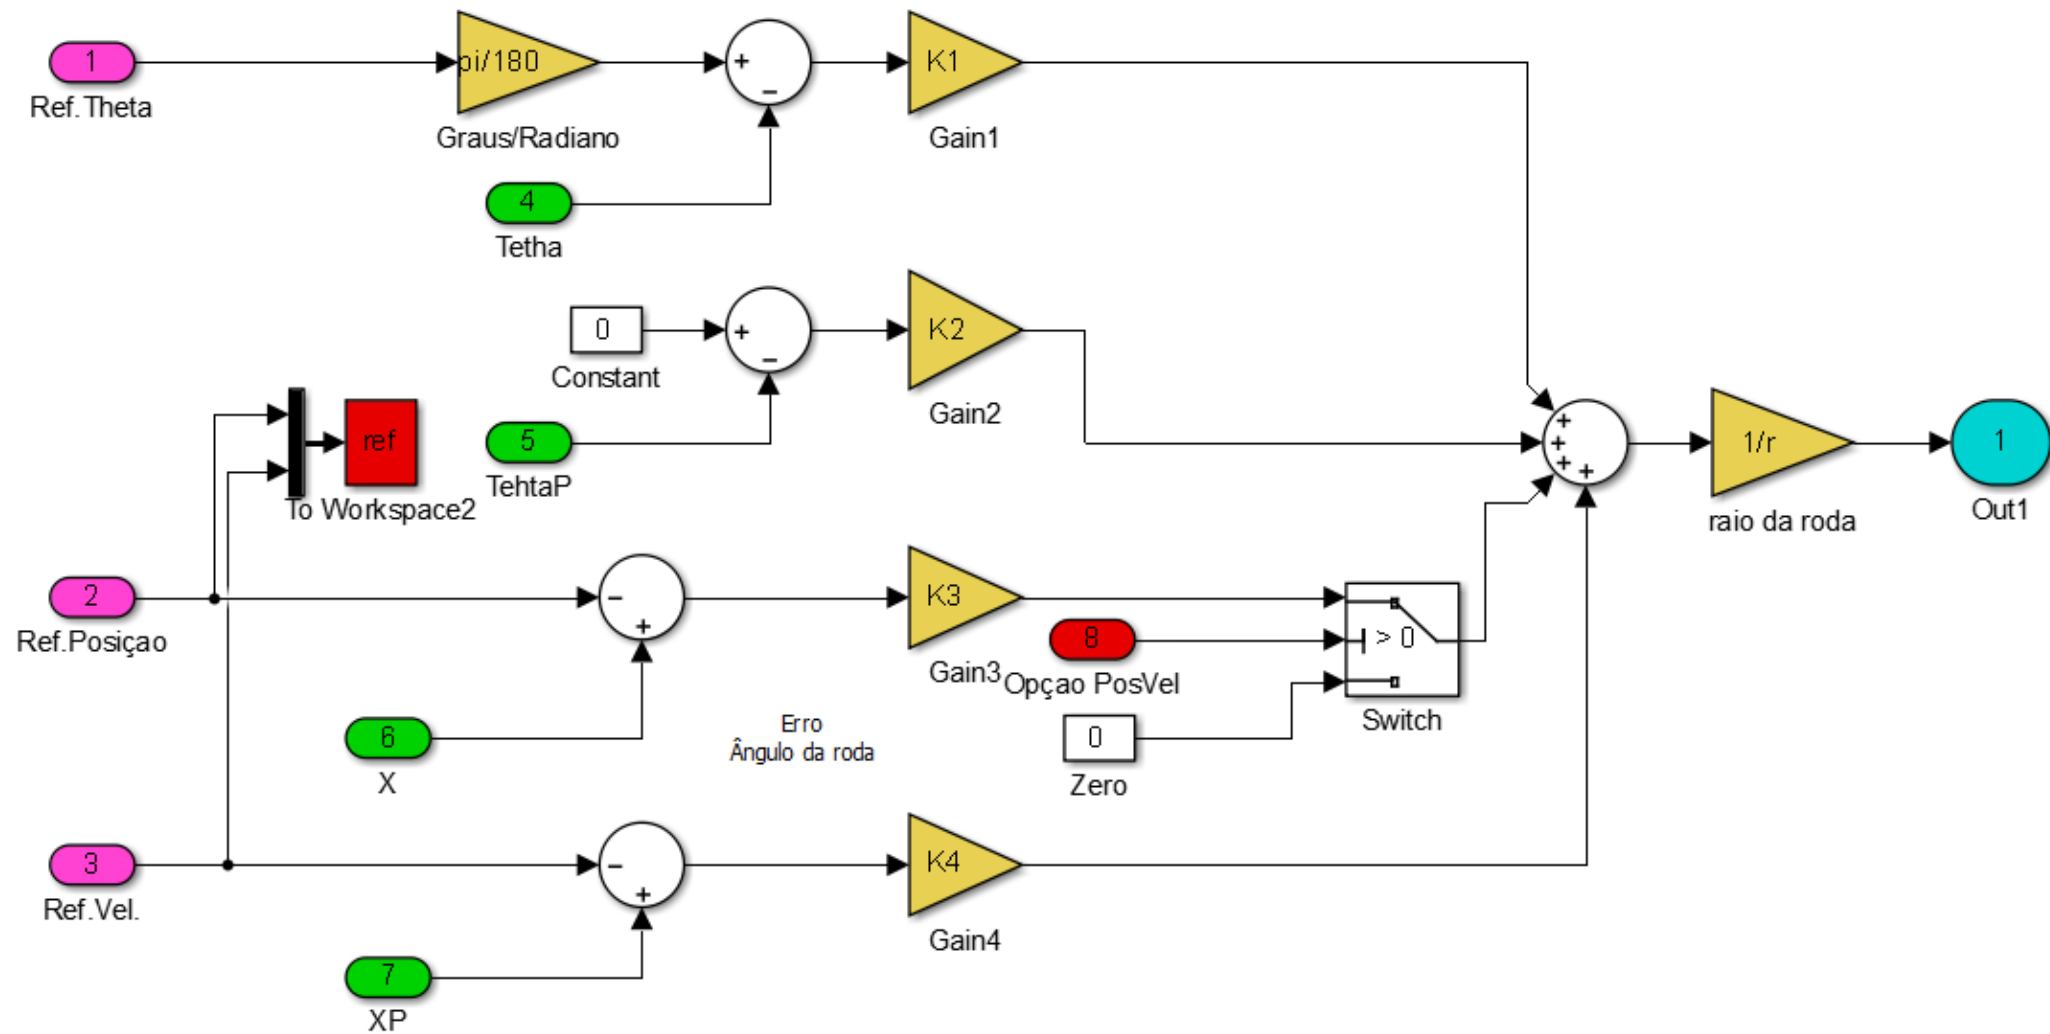 1
Ref.Theta
pi/180
Graus/Radiano
+
−
K1
Gain1
4
Tetha
0
Constant
+
−
K2
Gain2
5
TehtaP
ref
To Workspace2
2
Ref.Posiçao
−
+
K3
Gain3
8
Opçao PosVel
> 0
Switch
0
Zero
6
X
Erro
Ângulo da roda
3
Ref.Vel.
−
+
K4
Gain4
7
XP
+
+
+
+
1/r
raio da roda
1
Out1